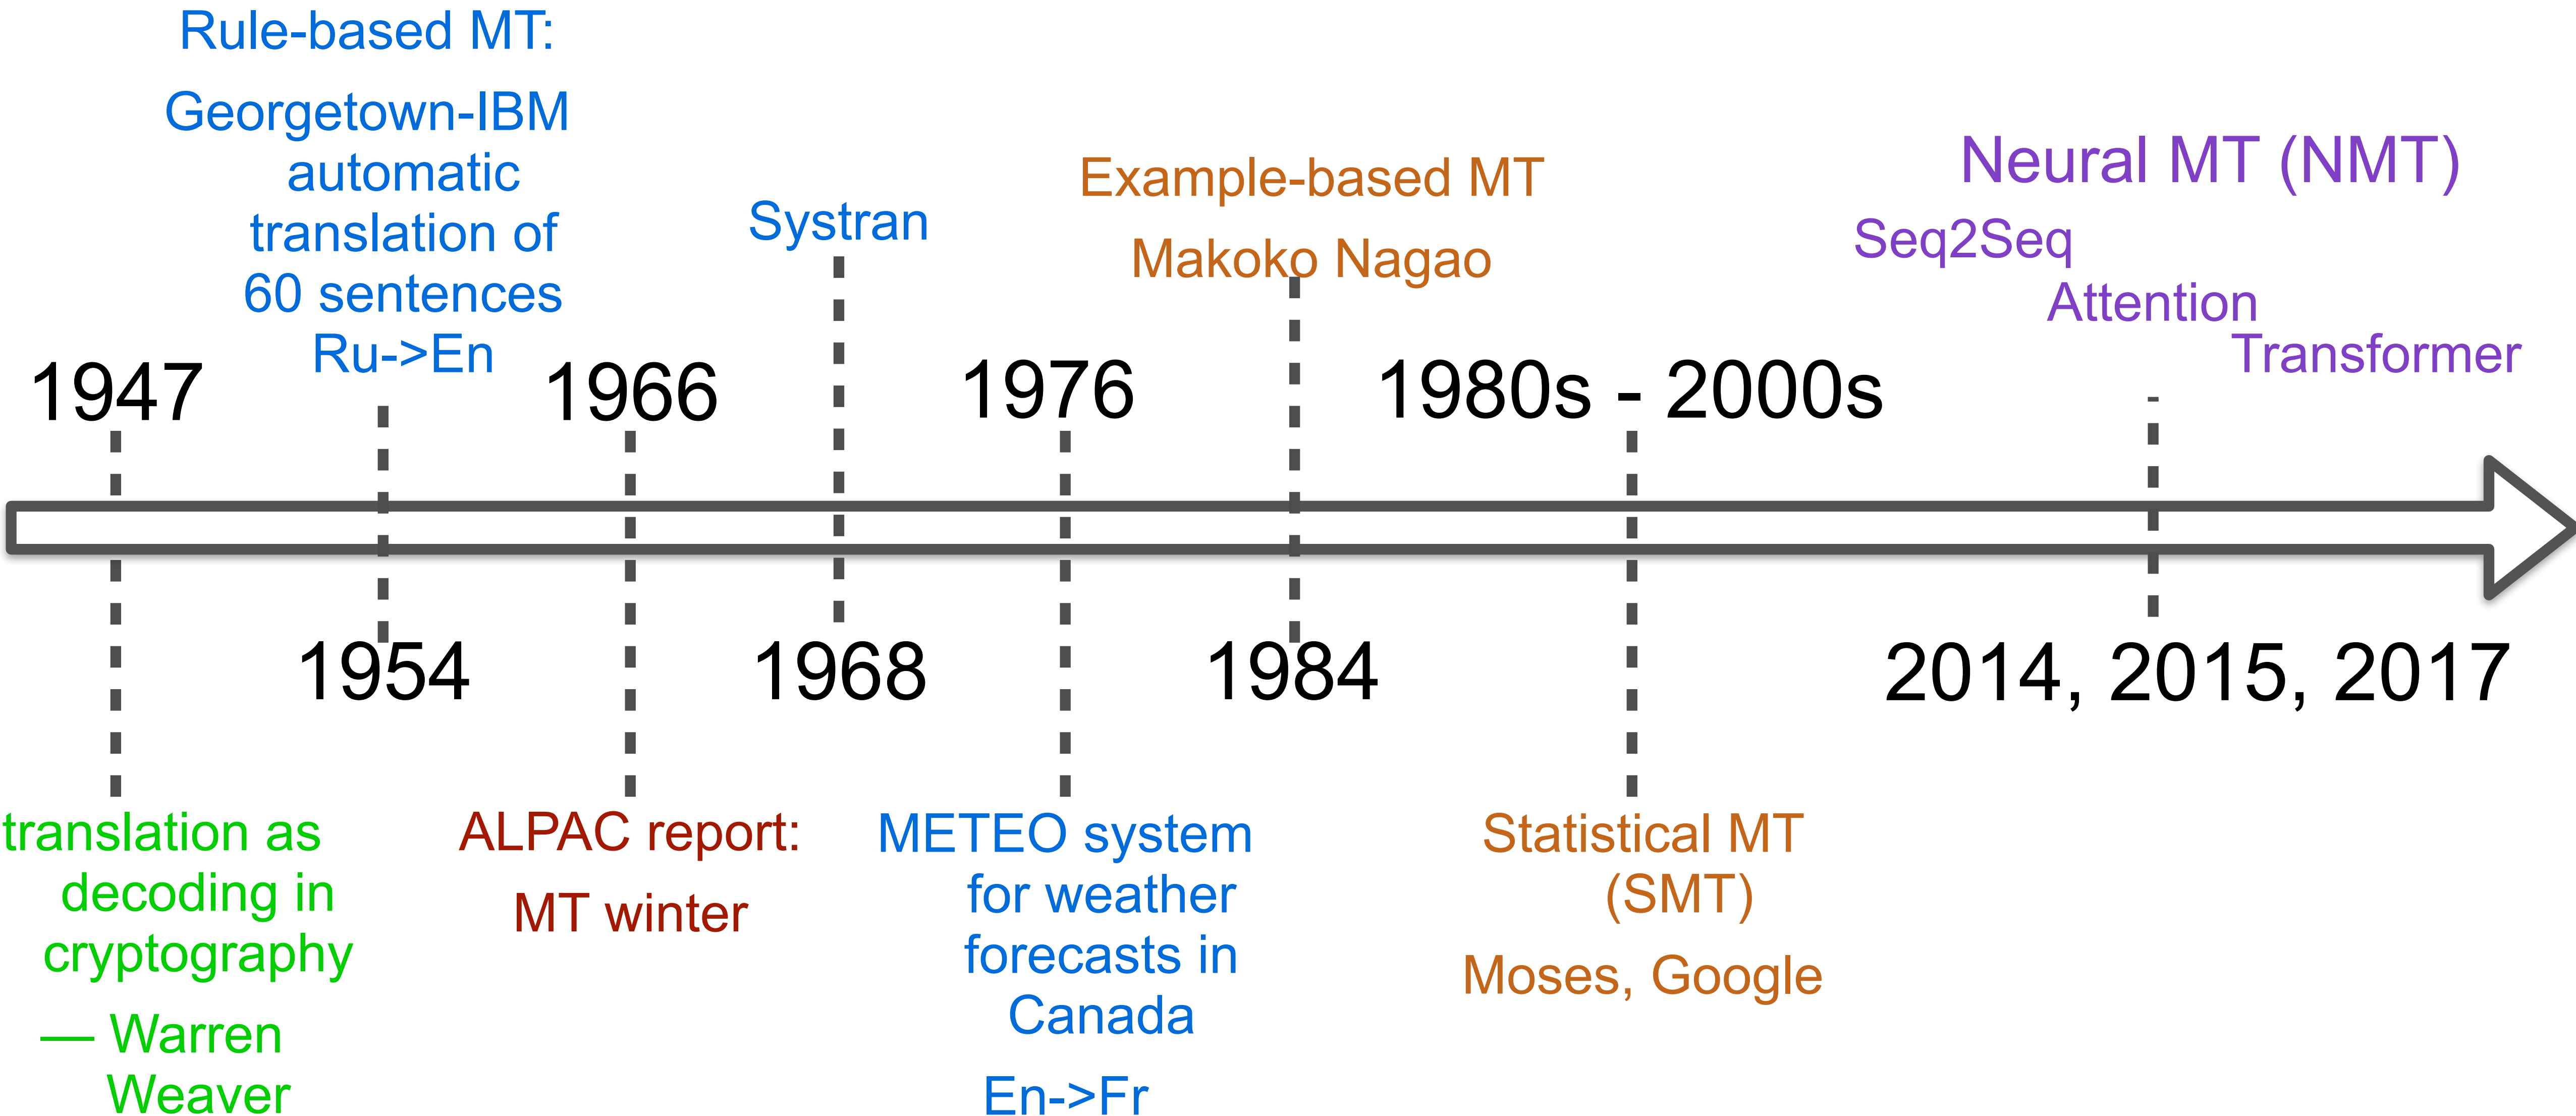 Rule-based MT:
Georgetown-IBM
automatic
translation of
60 sentences
Ru->En
Systran
Example-based MT
Makoko Nagao
Neural MT (NMT)
Seq2Seq
Attention
Transformer
1947
1966
1976
1980s - 2000s
1954
1968
1984
2014, 2015, 2017
translation as
decoding in
cryptography
— Warren
Weaver
ALPAC report:
MT winter
METEO system
for weather
forecasts in
Canada
En->Fr
Statistical MT
(SMT)
Moses, Google